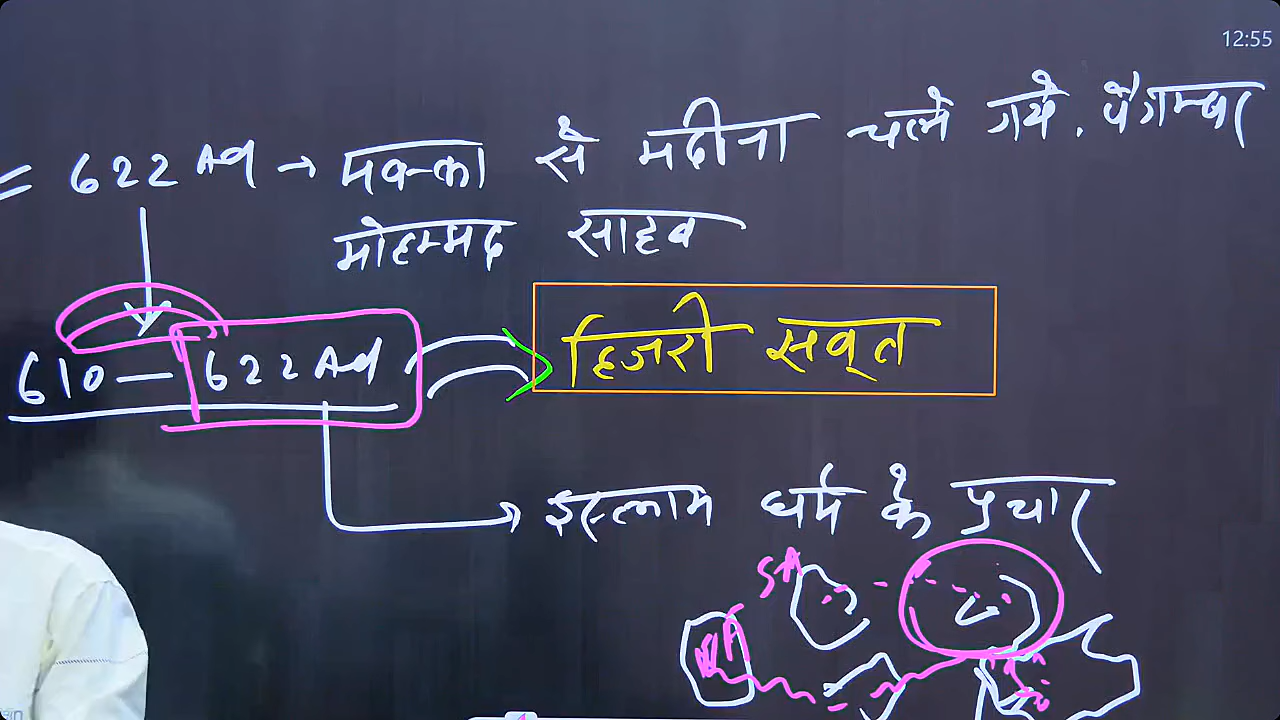 12:55
= 622 AD → मक्का से मदीना चले गये. पैगम्बर
मोहम्मद साहब
610 — 622 AD
हिजरी सवत
→ इस्लाम धर्म के प्रचार
SA